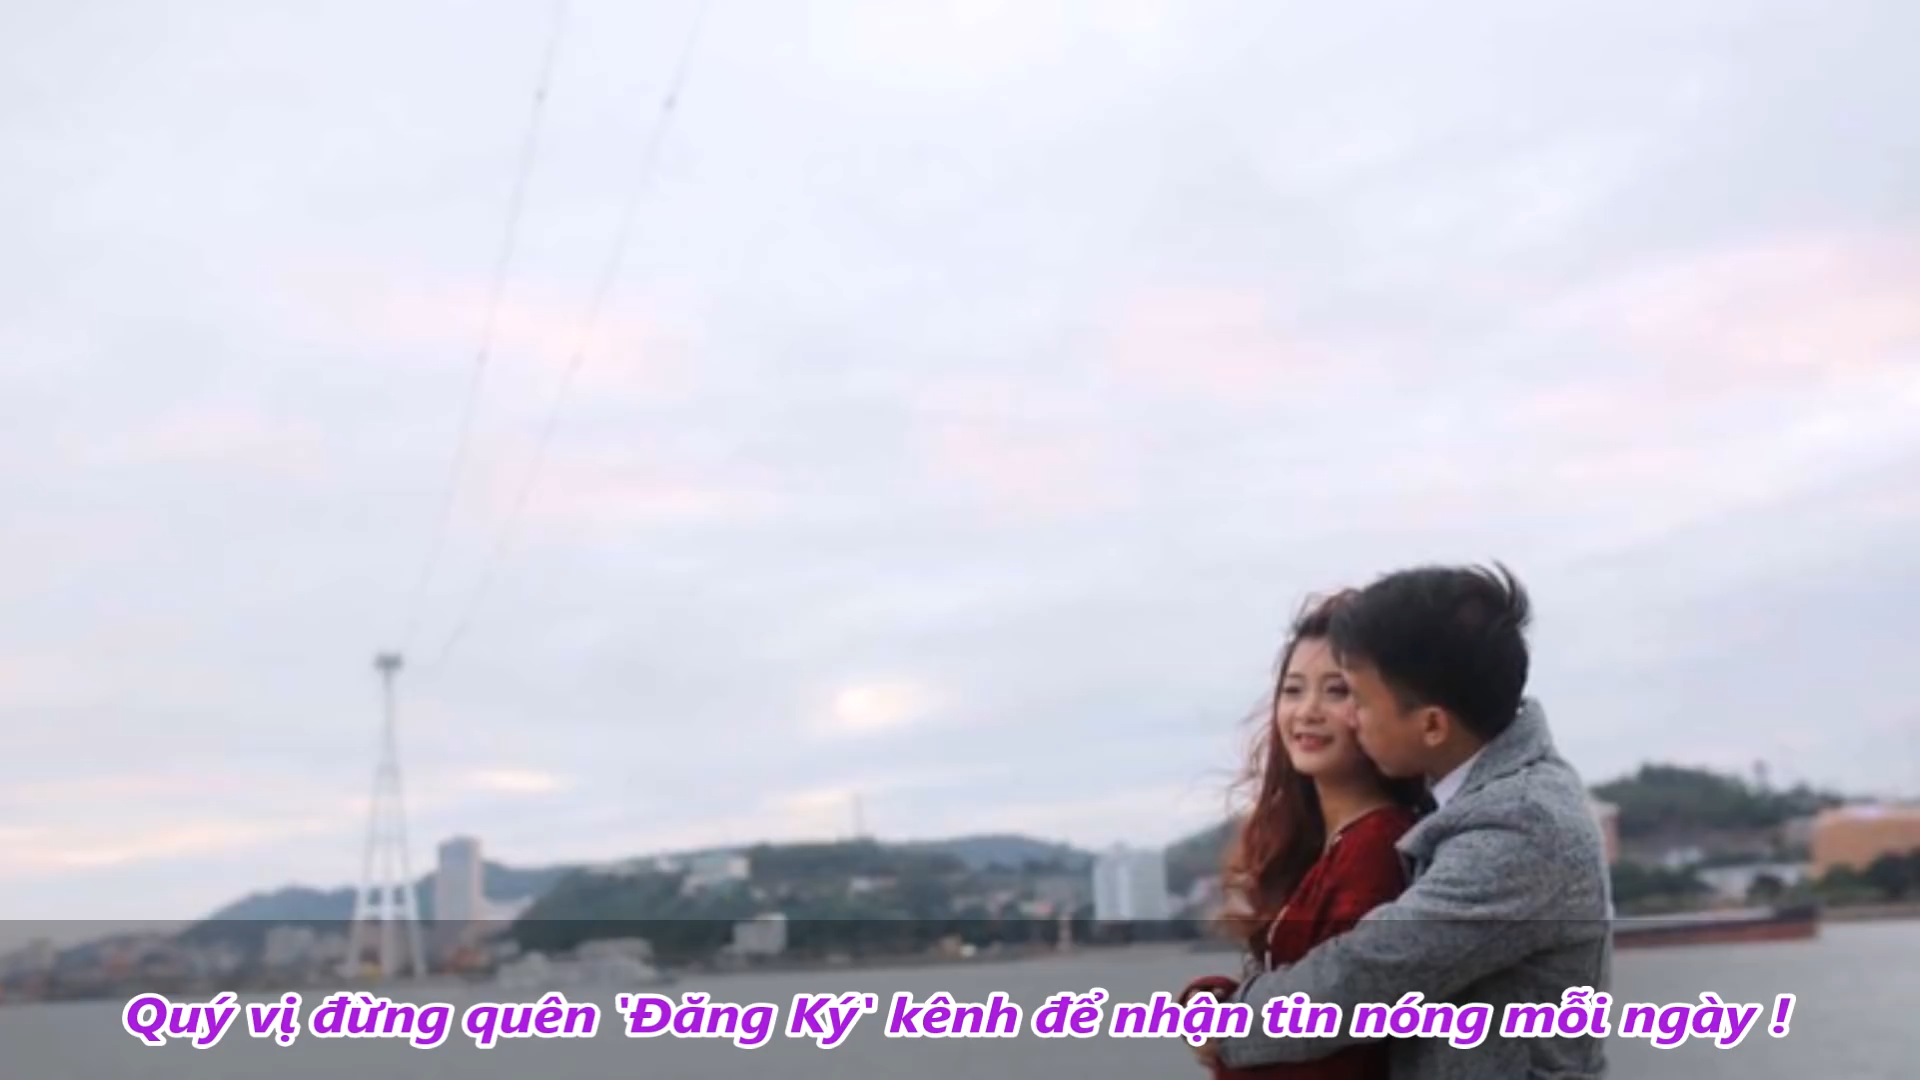 Quý vị đừng quên 'Đăng Ký' kênh để nhận tin nóng mỗi ngày !